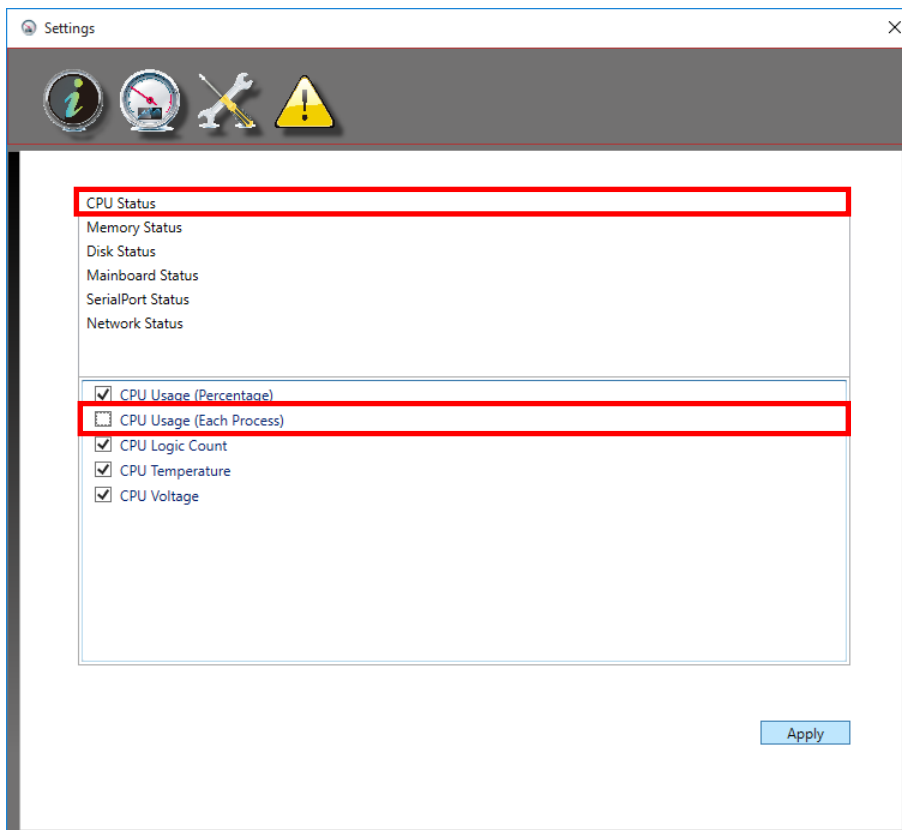 Settings
CPU Status
Memory Status
Disk Status
Mainboard Status
SerialPort Status
Network Status
CPU Usage (Percentage)
CPU Usage (Each Process)
CPU Logic Count
CPU Temperature
CPU Voltage
Apply